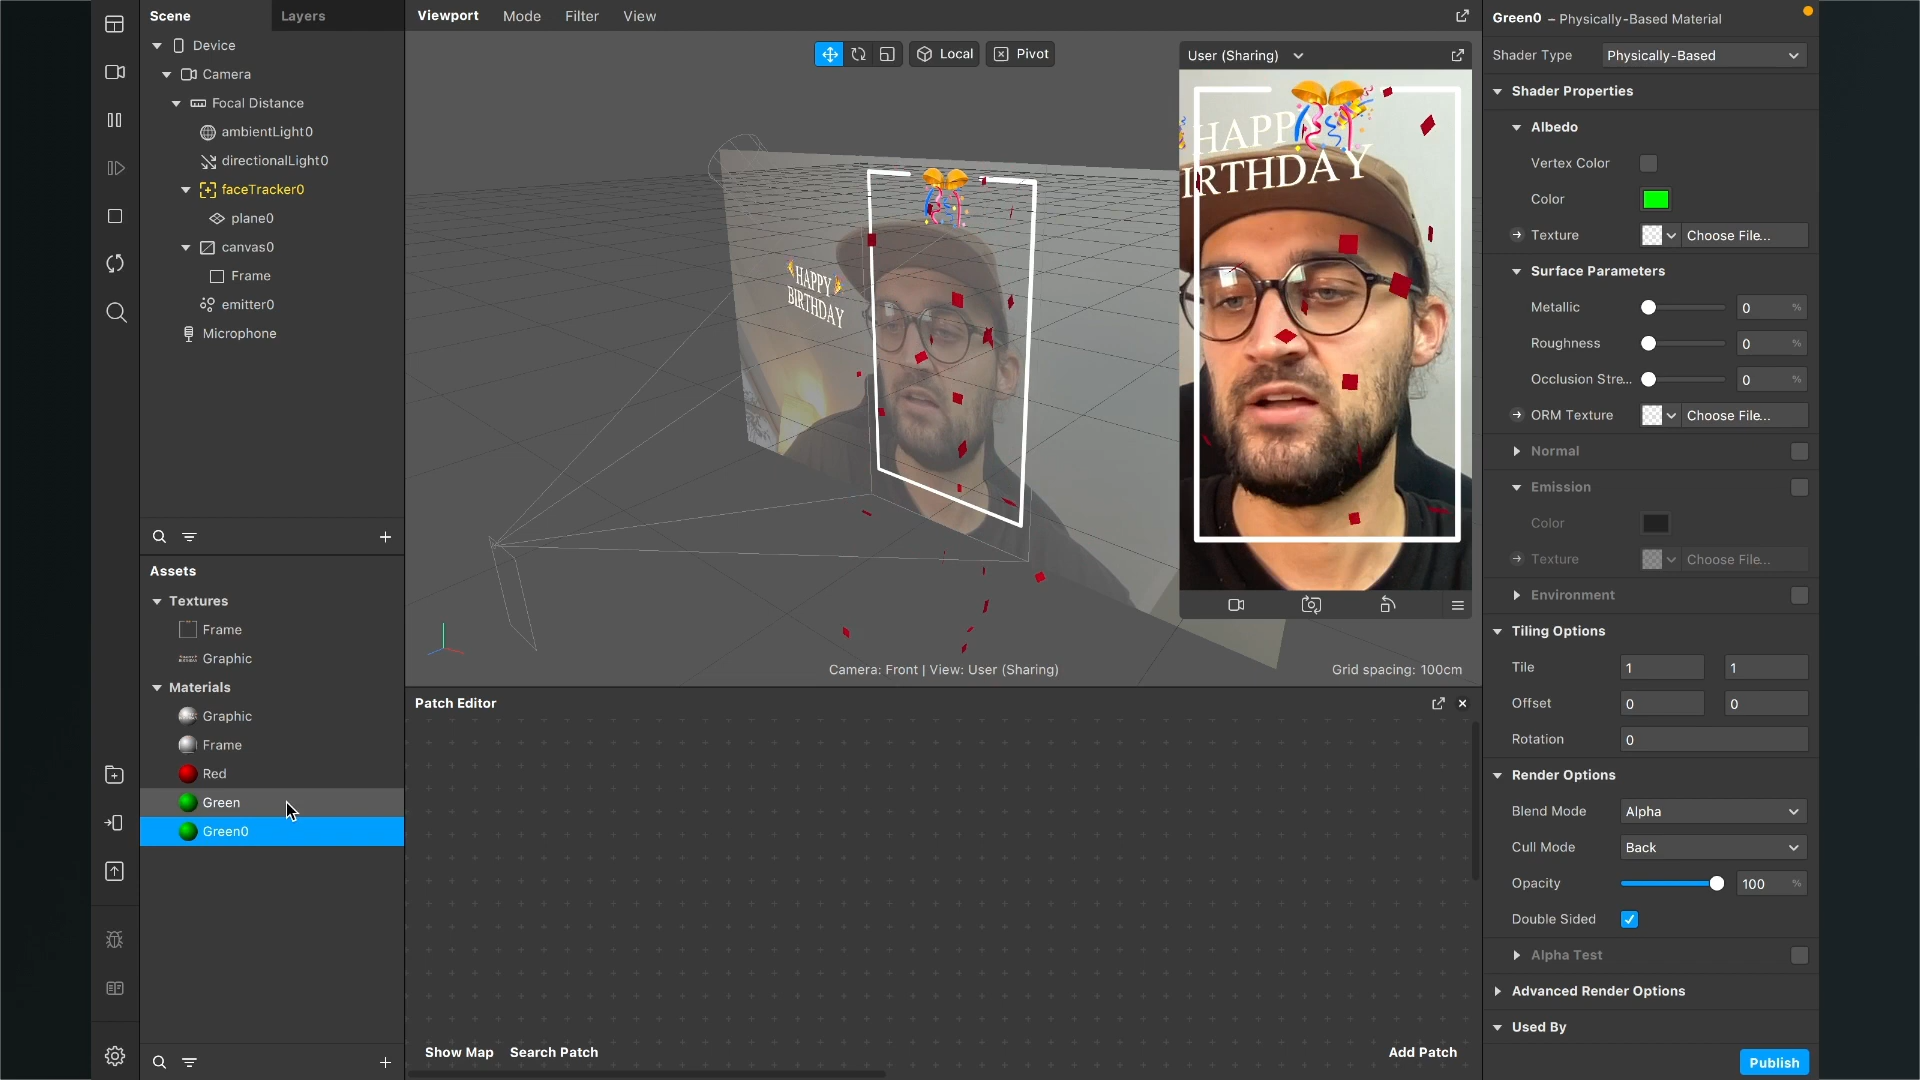 Scene
Layers
Device
Camera
Focal Distance
ambientLight0
directionalLight0
faceTracker0
plane0
canvas0
Frame
emitter0
Microphone
Assets
Textures
Frame
Graphic
Materials
Graphic
Frame
Red
Green
Green0
Viewport
Mode
Filter
View
Local
Pivot
HAPPY
BIRTHDAY
User (Sharing)
HAPPY
IRTHDAY
Camera: Front | View: User (Sharing)
Grid spacing: 100cm
Patch Editor
Show Map
Search Patch
Add Patch
Green0 – Physically-Based Material
Shader Type
Physically-Based
Shader Properties
Albedo
Vertex Color
Color
Texture
Choose File...
Surface Parameters
Metallic
0 %
Roughness
0 %
Occlusion Stre...
0 %
ORM Texture
Choose File...
Normal
Emission
Color
Texture
Choose File...
Environment
Tiling Options
Tile
1
1
Offset
0
0
Rotation
0
Render Options
Blend Mode
Alpha
Cull Mode
Back
Opacity
100 %
Double Sided
Alpha Test
Advanced Render Options
Used By
Publish